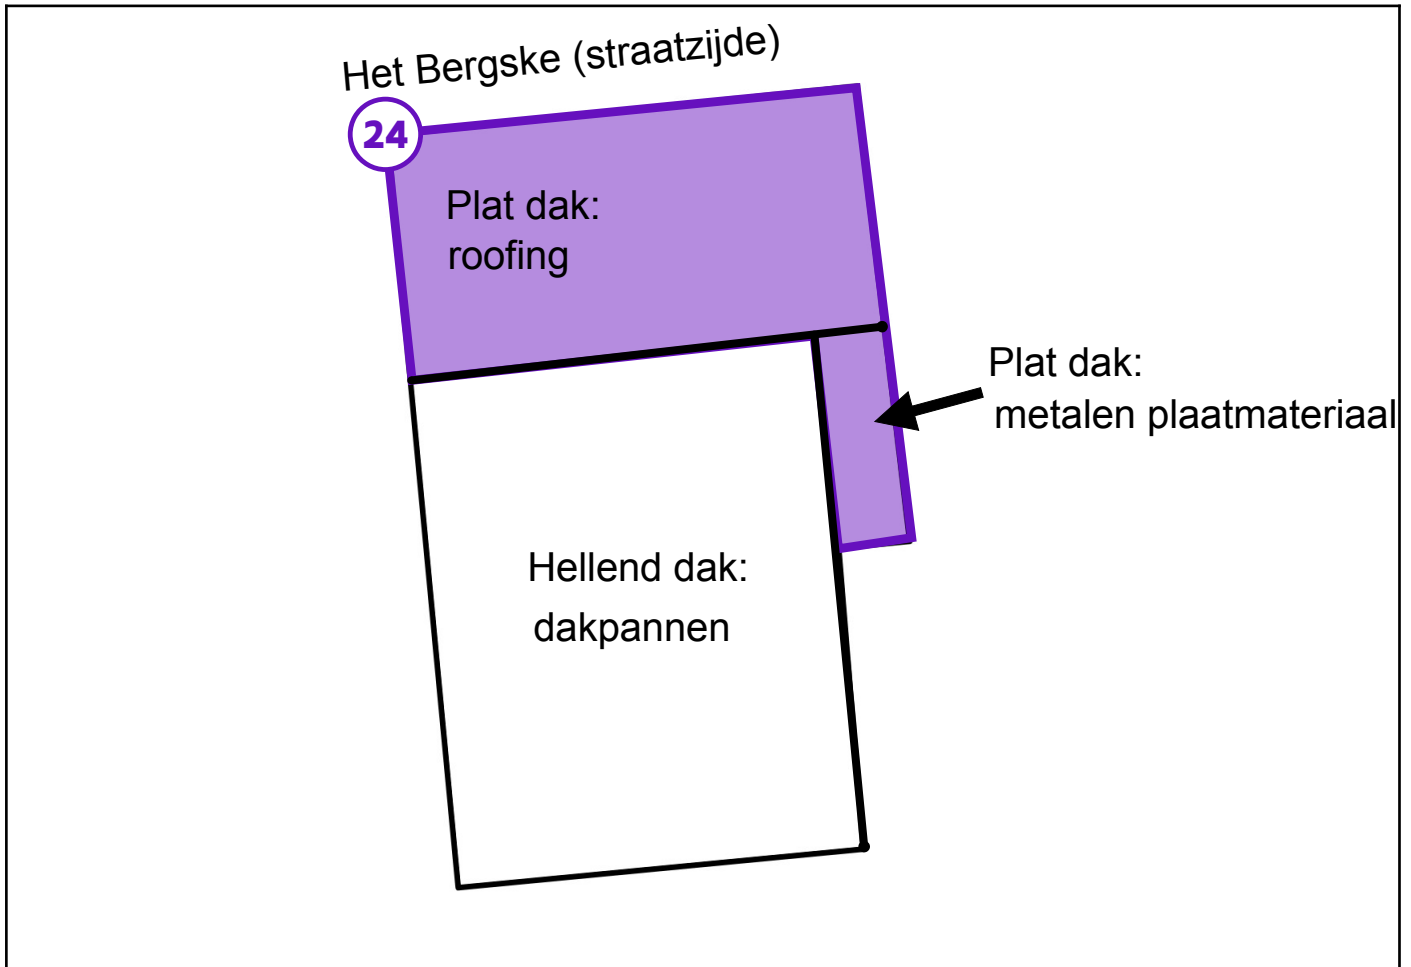 Het Bergske (straatzijde)
24
Plat dak:
roofing
Plat dak:
metalen plaatmateriaal
Hellend dak:
dakpannen